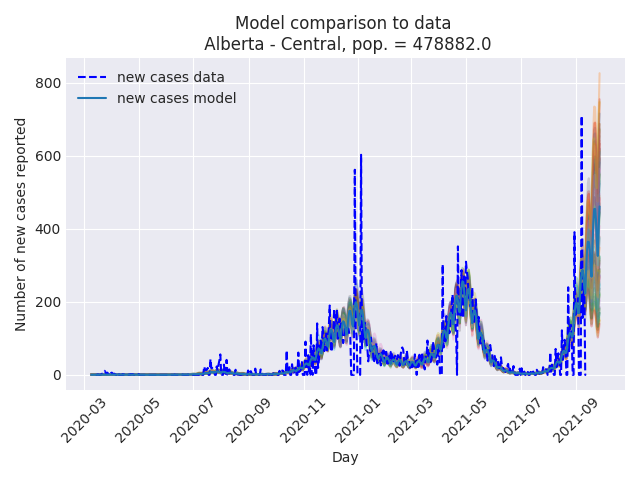 Model comparison to data
Alberta - Central, pop. = 478882.0
new cases data
new cases model
Number of new cases reported
800
600
400
200
0
2020-03
2020-05
2020-07
2020-09
2020-11
2021-01
2021-03
2021-05
2021-07
2021-09
Day